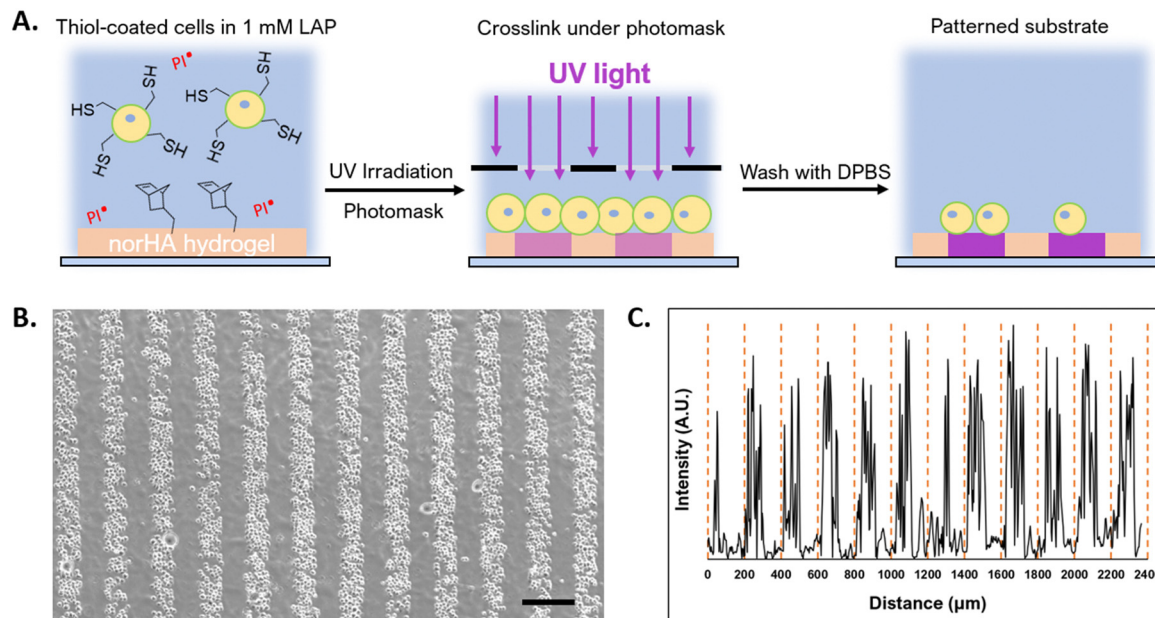 A.
Thiol-coated cells in 1 mM LAP
Crosslink under photomask
Patterned substrate
PI•
SH
SH
HS
HS
SH
HS
SH
HS
PI•
PI•
norHA hydrogel
UV Irradiation
Photomask
UV light
Wash with DPBS
B.
C.
Intensity (A.U.)
0 200 400 600 800 1000 1200 1400 1600 1800 2000 2200 240
Distance (μm)